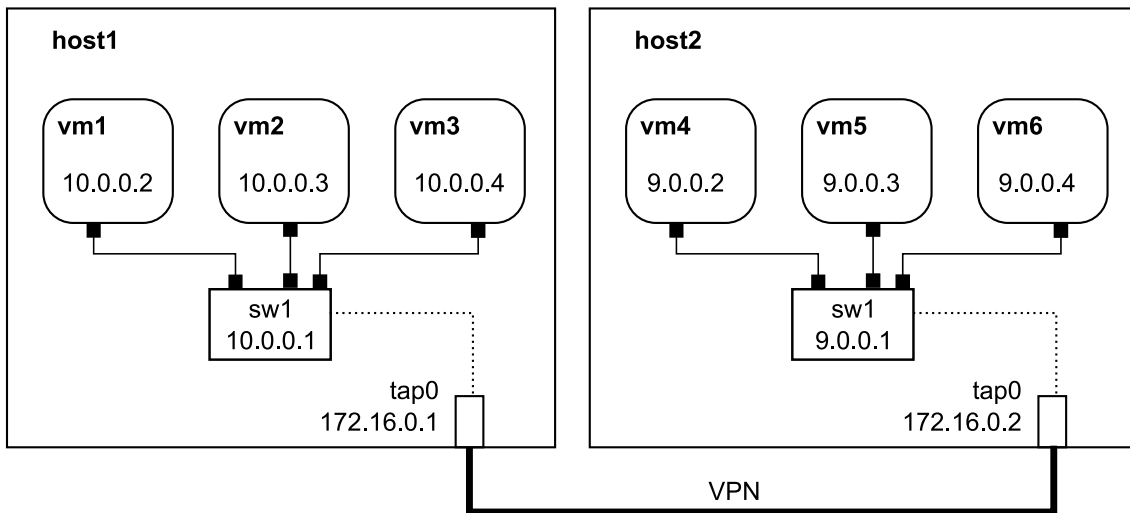 host1
vm1
10.0.0.2
vm2
10.0.0.3
vm3
10.0.0.4
sw1
10.0.0.1
tap0
172.16.0.1
host2
vm4
9.0.0.2
vm5
9.0.0.3
vm6
9.0.0.4
sw1
9.0.0.1
tap0
172.16.0.2
VPN